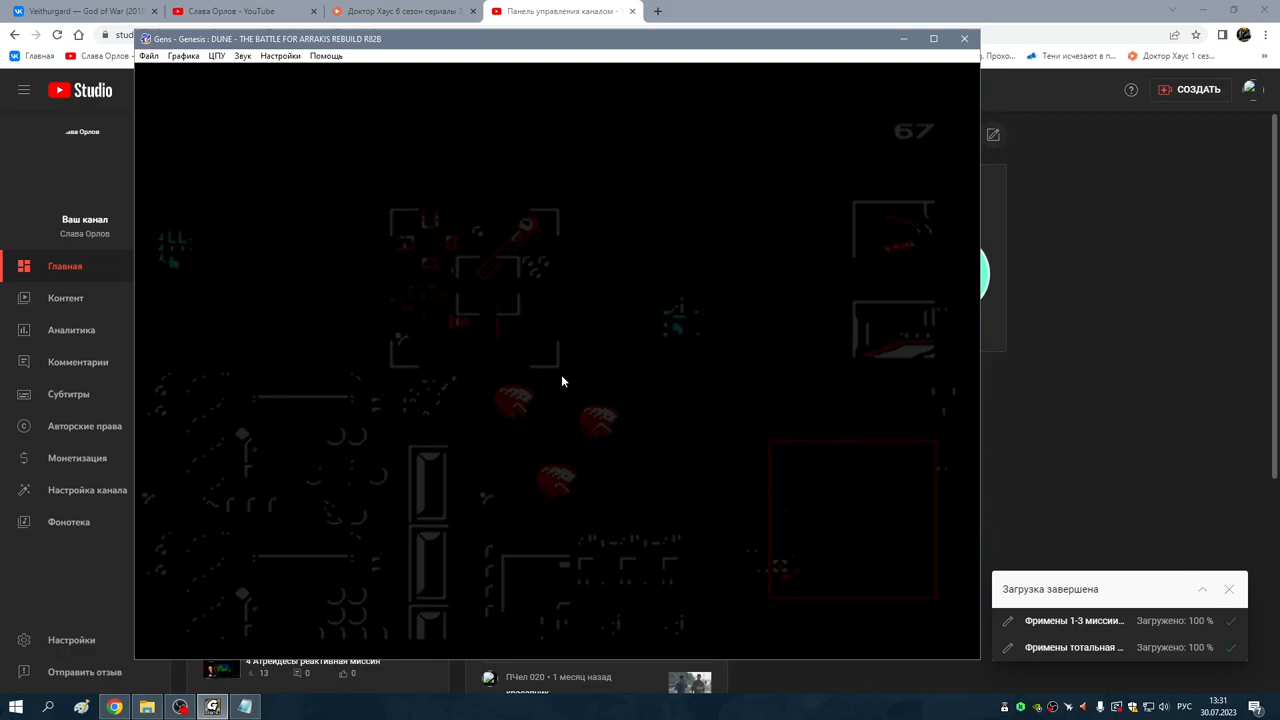 Veithurgard — God of War (2018
Слава Орлов - YouTube
Доктор Хаус 6 сезон сериалы 3
Панель управления каналом - Y
Gens - Genesis : DUNE - THE BATTLE FOR ARRAKIS REBUILD R82B
Главная
Слава Орлов -
Тени исчезают в п...
Доктор Хаус 1 сез...
Файл Графика ЦПУ Звук Настройки Помощь
Studio
СОЗДАТЬ
67
Ваш канал
Слава Орлов
Главная
Контент
Аналитика
Комментарии
Субтитры
Авторские права
Монетизация
Настройка канала
Фонотека
Настройки
Отправить отзыв
Загрузка завершена
Фримены 1-3 миссии... Загружено: 100 %
Фримены тотальная ... Загружено: 100 %
4 Атрейдесы реактивная миссия
13 0 0
ПЧел 020 • 1 месяц назад
красавчик
РУС
13:31
30.07.2023